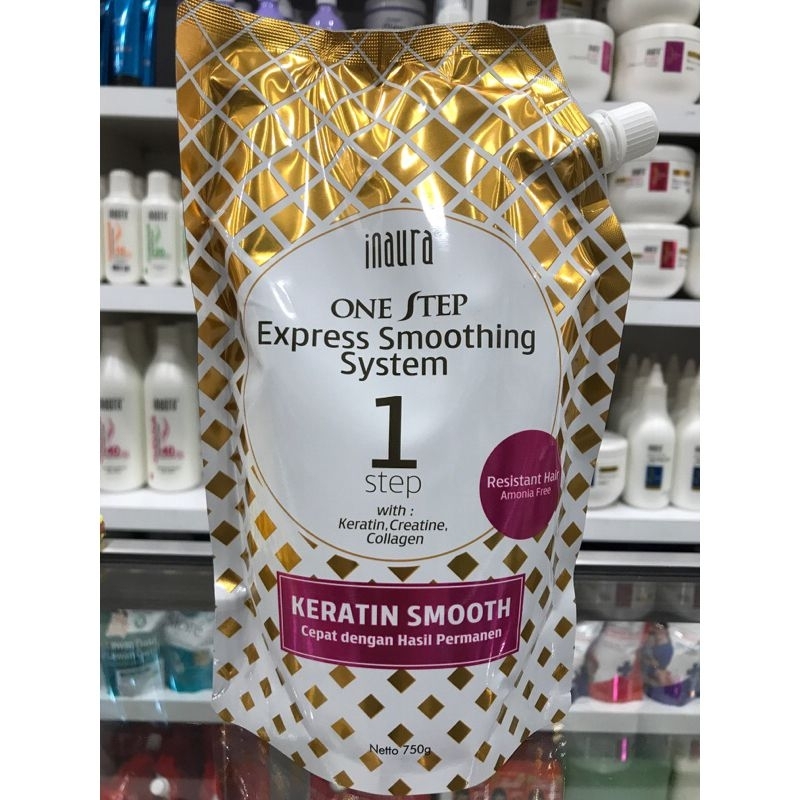 inaura
ONE STEP
Express Smoothing
System
1
step
with :
Keratin, Creatine,
Collagen
Resistant Hair
Amonia Free
KERATIN SMOOTH
Cepat dengan Hasil Permanen
Netto 750g